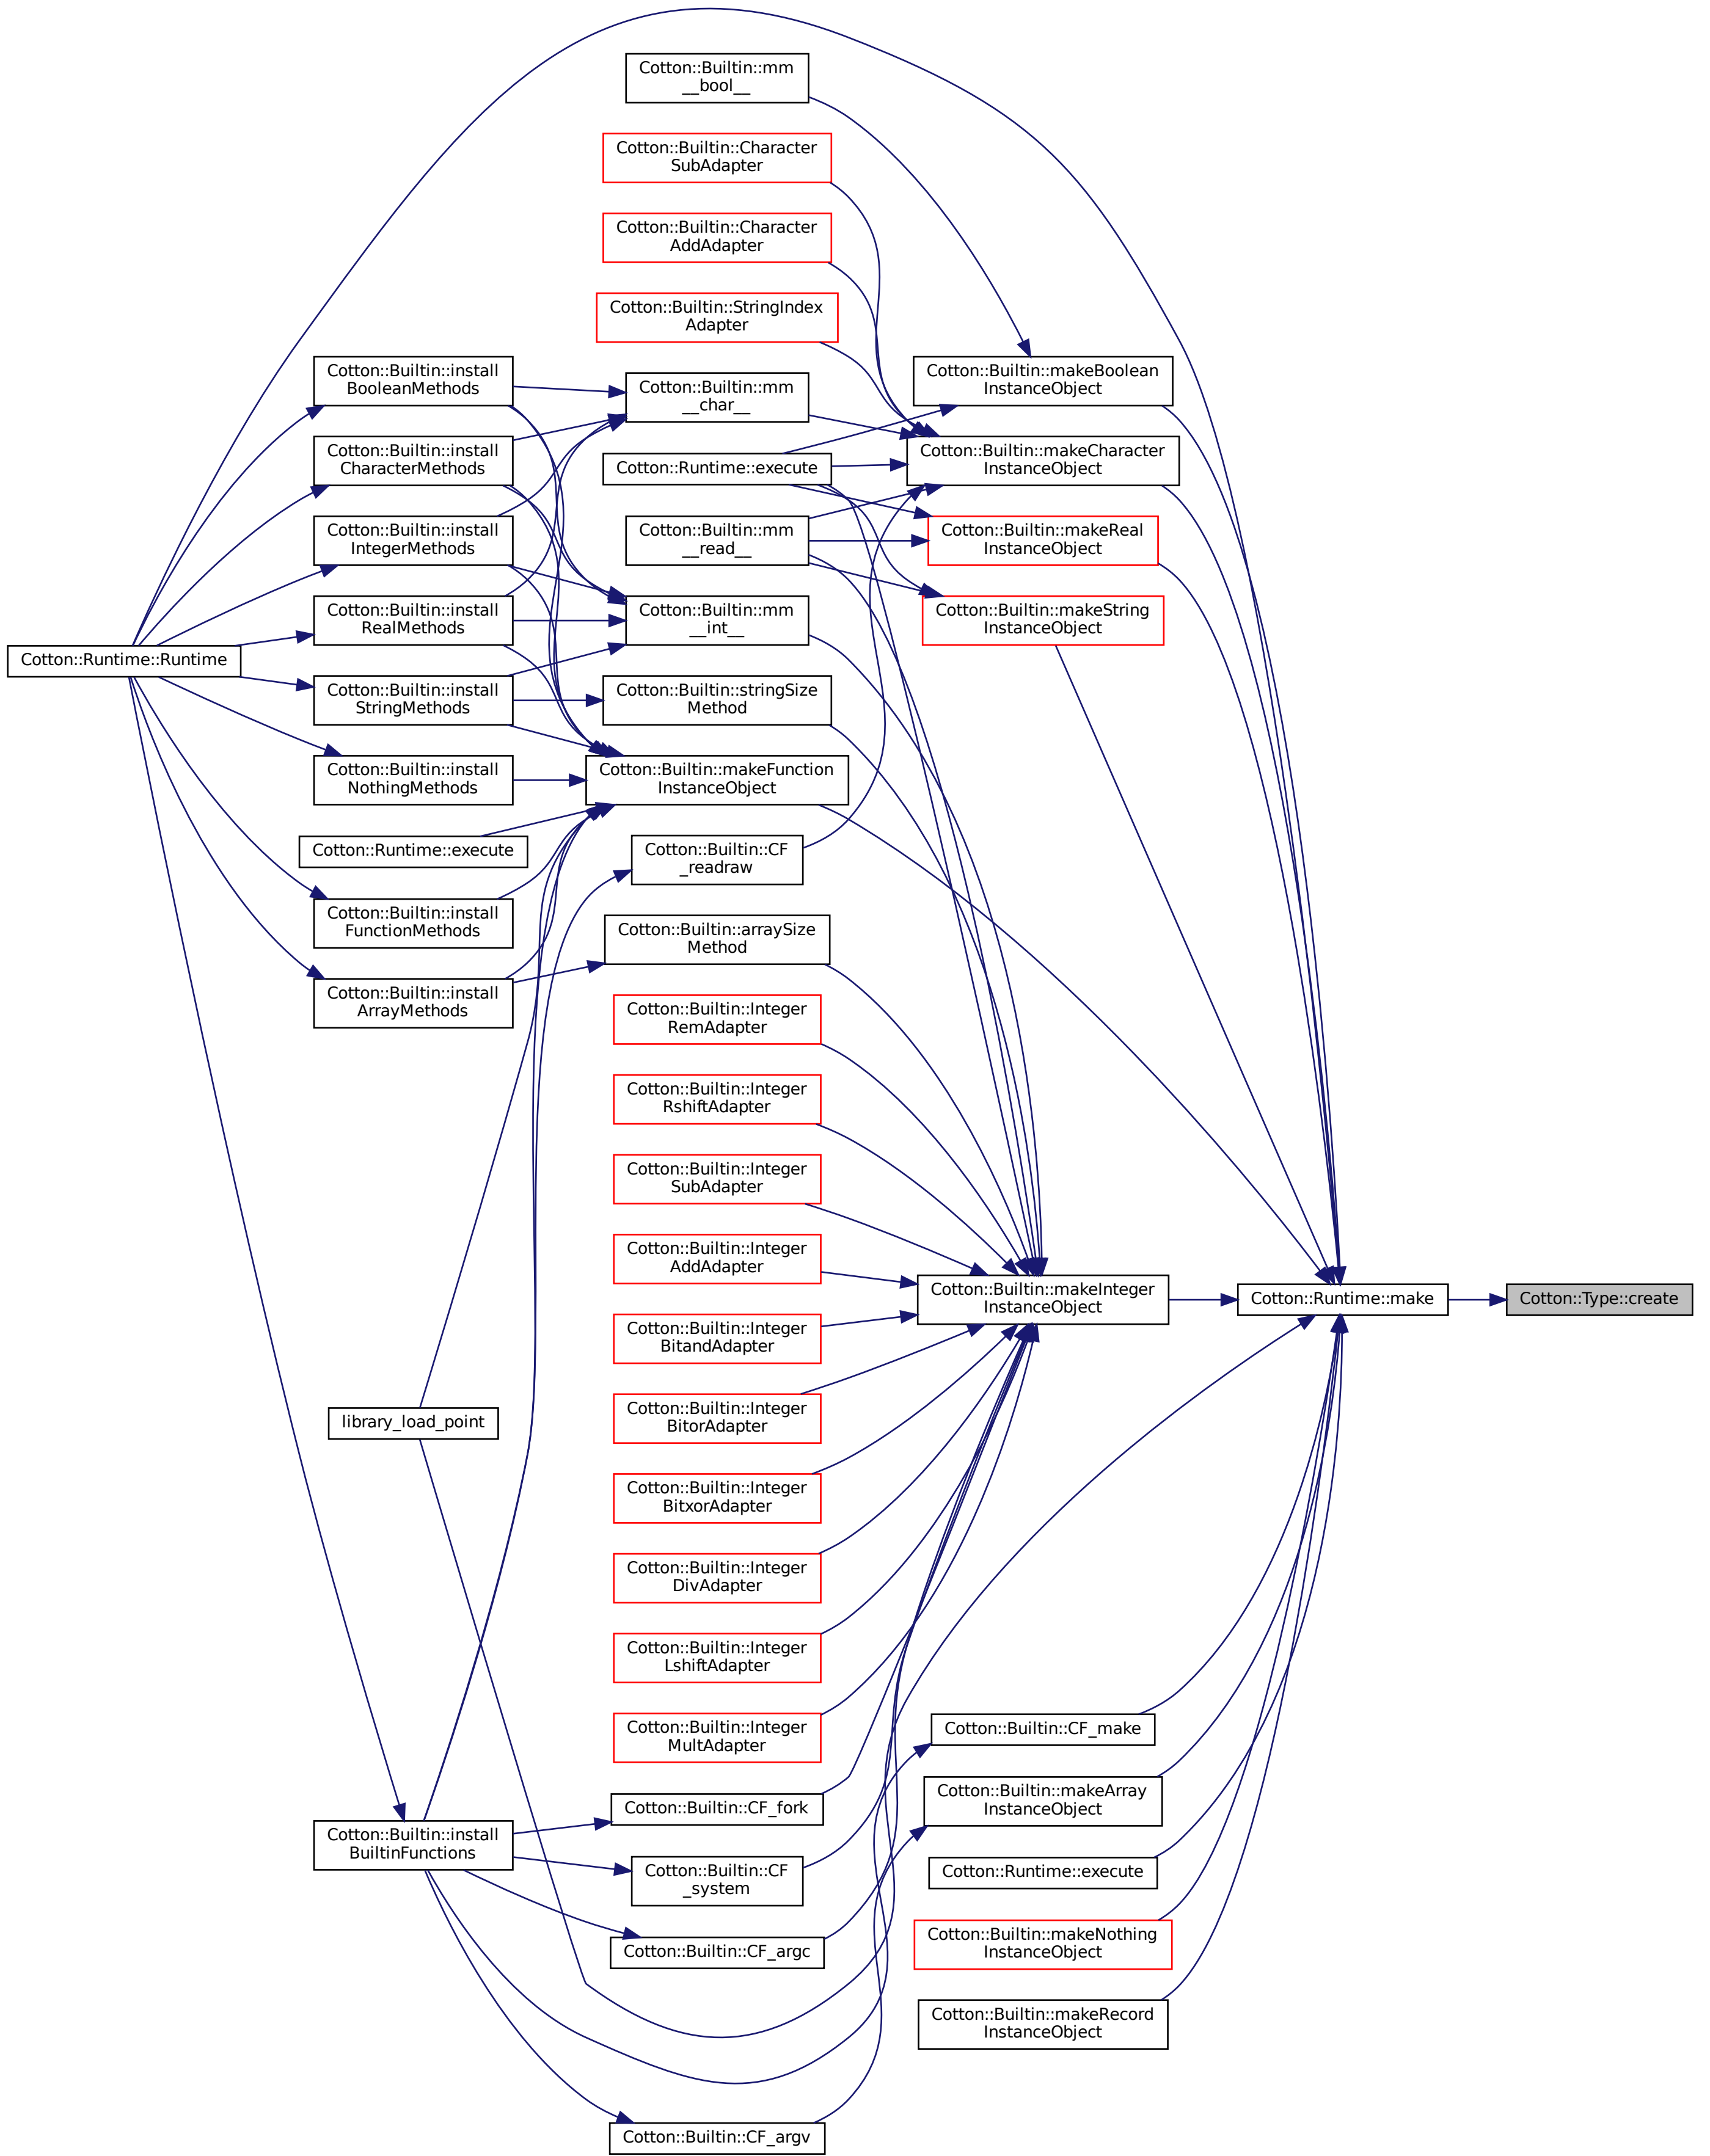 Cotton::Builtin::mm
__bool__
Cotton::Builtin::Character
SubAdapter
Cotton::Builtin::Character
AddAdapter
Cotton::Builtin::StringIndex
Adapter
Cotton::Builtin::install
BooleanMethods
Cotton::Builtin::mm
__char__
Cotton::Builtin::makeBoolean
InstanceObject
Cotton::Builtin::install
CharacterMethods
Cotton::Runtime::execute
Cotton::Builtin::makeCharacter
InstanceObject
Cotton::Builtin::install
IntegerMethods
Cotton::Builtin::mm
__read__
Cotton::Builtin::makeReal
InstanceObject
Cotton::Builtin::install
RealMethods
Cotton::Builtin::mm
__int__
Cotton::Builtin::makeString
InstanceObject
Cotton::Runtime::Runtime
Cotton::Builtin::install
StringMethods
Cotton::Builtin::stringSize
Method
Cotton::Builtin::install
NothingMethods
Cotton::Builtin::makeFunction
InstanceObject
Cotton::Runtime::execute
Cotton::Builtin::CF
_readraw
Cotton::Builtin::install
FunctionMethods
Cotton::Builtin::arraySize
Method
Cotton::Builtin::install
ArrayMethods
Cotton::Builtin::Integer
RemAdapter
Cotton::Builtin::Integer
RshiftAdapter
Cotton::Builtin::Integer
SubAdapter
Cotton::Builtin::Integer
AddAdapter
Cotton::Builtin::makeInteger
InstanceObject
Cotton::Runtime::make
Cotton::Type::create
Cotton::Builtin::Integer
BitandAdapter
Cotton::Builtin::Integer
BitorAdapter
library_load_point
Cotton::Builtin::Integer
BitxorAdapter
Cotton::Builtin::Integer
DivAdapter
Cotton::Builtin::Integer
LshiftAdapter
Cotton::Builtin::Integer
MultAdapter
Cotton::Builtin::CF_make
Cotton::Builtin::makeArray
InstanceObject
Cotton::Builtin::CF_fork
Cotton::Builtin::install
BuiltinFunctions
Cotton::Builtin::CF
_system
Cotton::Runtime::execute
Cotton::Builtin::CF_argc
Cotton::Builtin::makeNothing
InstanceObject
Cotton::Builtin::makeRecord
InstanceObject
Cotton::Builtin::CF_argv